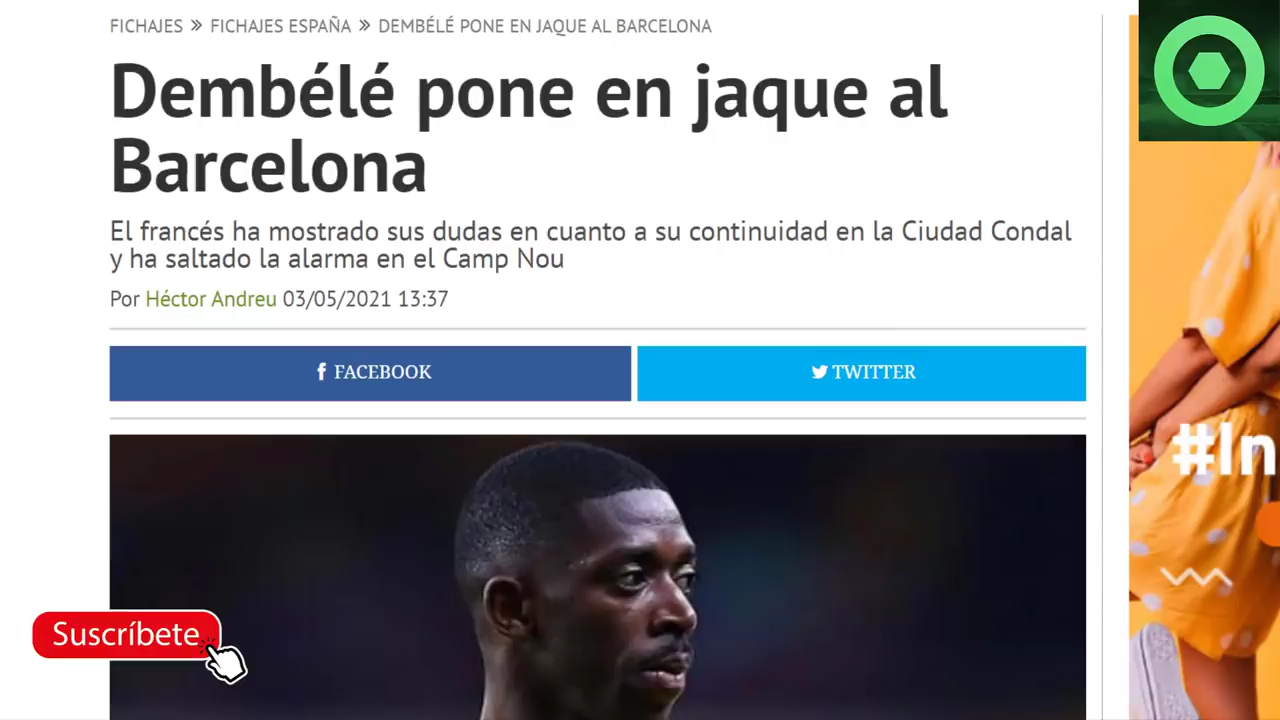 FICHAJES » FICHAJES ESPAÑA » DEMBÉLÉ PONE EN JAQUE AL BARCELONA
Dembélé pone en jaque al
Barcelona
El francés ha mostrado sus dudas en cuanto a su continuidad en la Ciudad Condal
y ha saltado la alarma en el Camp Nou
Por Héctor Andreu 03/05/2021 13:37
FACEBOOK
TWITTER
#In
Suscríbete